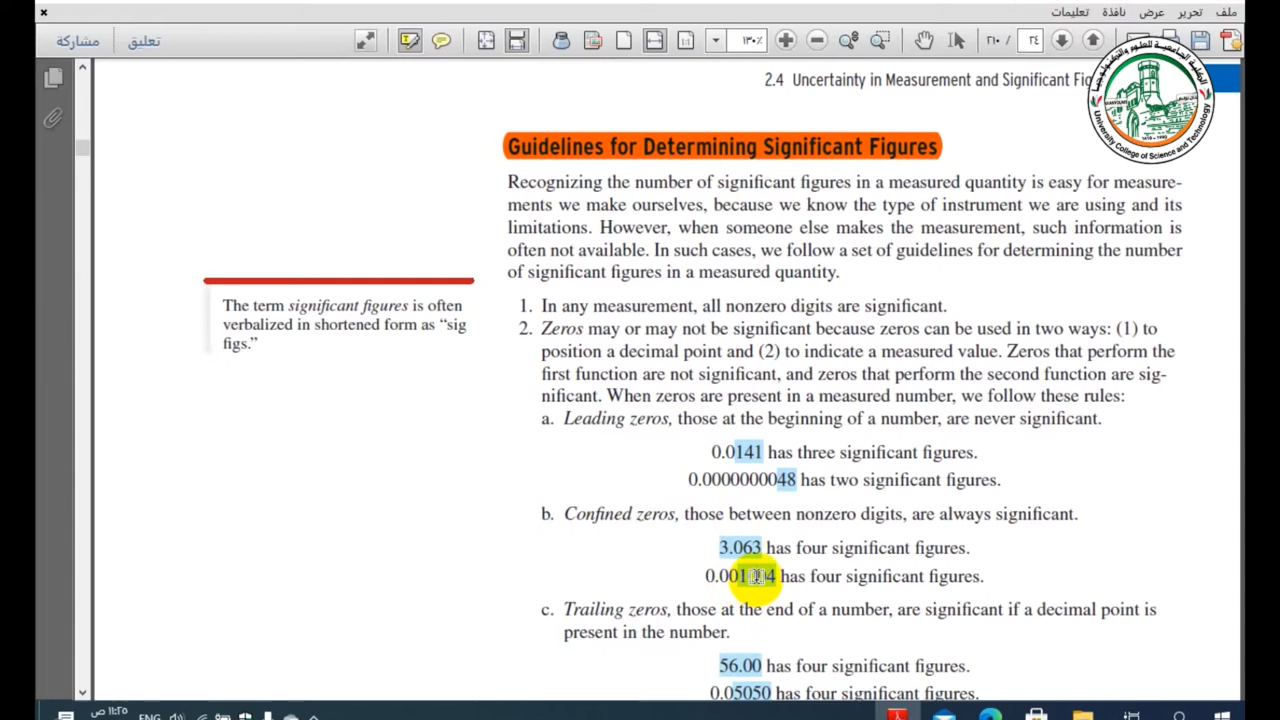 ملف تحرير عرض نافذة تعليمات
مشاركة
تعليق
١٣٠٪
٢١٠ /
٢٤
2.4 Uncertainty in Measurement and Significant Fig
University College of Science and Technology
Guidelines for Determining Significant Figures
Recognizing the number of significant figures in a measured quantity is easy for measure-
ments we make ourselves, because we know the type of instrument we are using and its
limitations. However, when someone else makes the measurement, such information is
often not available. In such cases, we follow a set of guidelines for determining the number
of significant figures in a measured quantity.
The term significant figures is often
verbalized in shortened form as “sig
figs.”
1. In any measurement, all nonzero digits are significant.
2. Zeros may or may not be significant because zeros can be used in two ways: (1) to
position a decimal point and (2) to indicate a measured value. Zeros that perform the
first function are not significant, and zeros that perform the second function are sig-
nificant. When zeros are present in a measured number, we follow these rules:
a. Leading zeros, those at the beginning of a number, are never significant.
0.0141 has three significant figures.
0.0000000048 has two significant figures.
b. Confined zeros, those between nonzero digits, are always significant.
3.063 has four significant figures.
has four significant figures.
c. Trailing zeros, those at the end of a number, are significant if a decimal point is
present in the number.
56.00 has four significant figures.
0.05050 has four significant figures.
١١:٢٥ ص
ENG